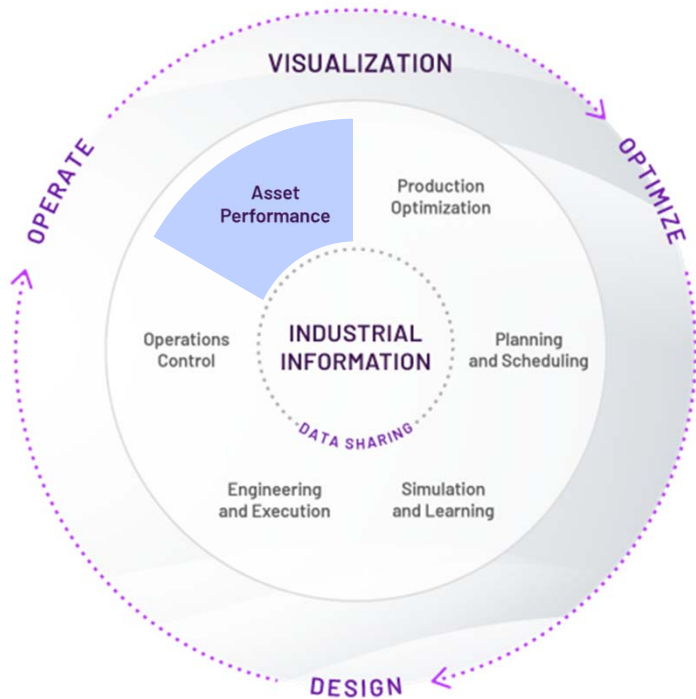 VISUALIZATION
OPERATE
OPTIMIZE
Asset
Performance
Production
Optimization
Operations
Control
INDUSTRIAL
INFORMATION
Planning
and Scheduling
DATA SHARING
Engineering
and Execution
Simulation
and Learning
DESIGN